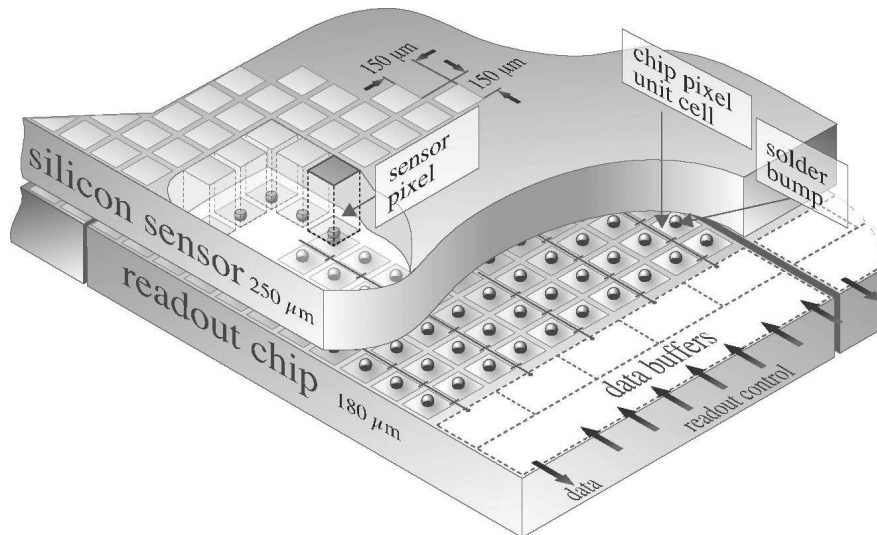 150 µm
150 µm
chip pixel
unit cell
solder
bump
sensor
pixel
silicon sensor
250 µm
readout chip
180 µm
data buffers
readout control
data